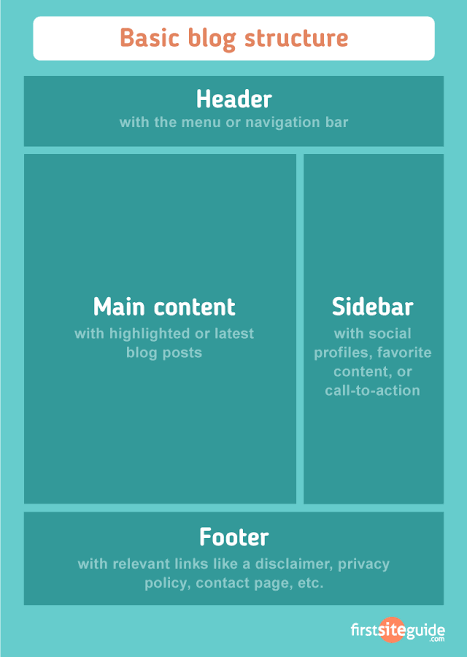 Basic blog structure
Header
with the menu or navigation bar
Main content
with highlighted or latest
blog posts
Sidebar
with social
profiles, favorite
content, or
call-to-action
Footer
with relevant links like a disclaimer, privacy
policy, contact page, etc.
firstsiteguide
.com